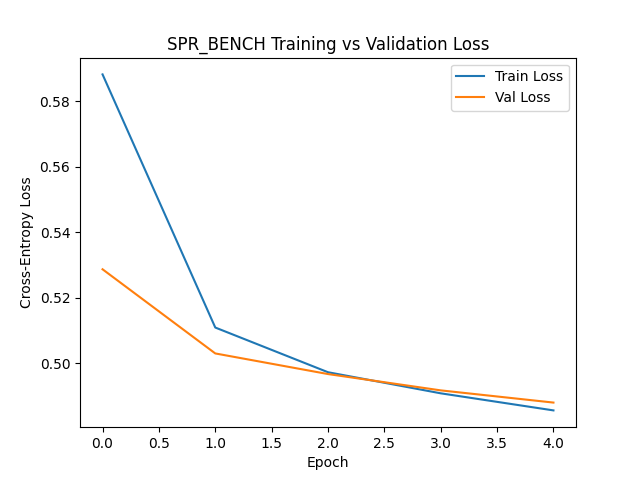 SPR_BENCH Training vs Validation Loss
Train Loss
Val Loss
Cross-Entropy Loss
0.58
0.56
0.54
0.52
0.50
0.0 0.5 1.0 1.5 2.0 2.5 3.0 3.5 4.0
Epoch